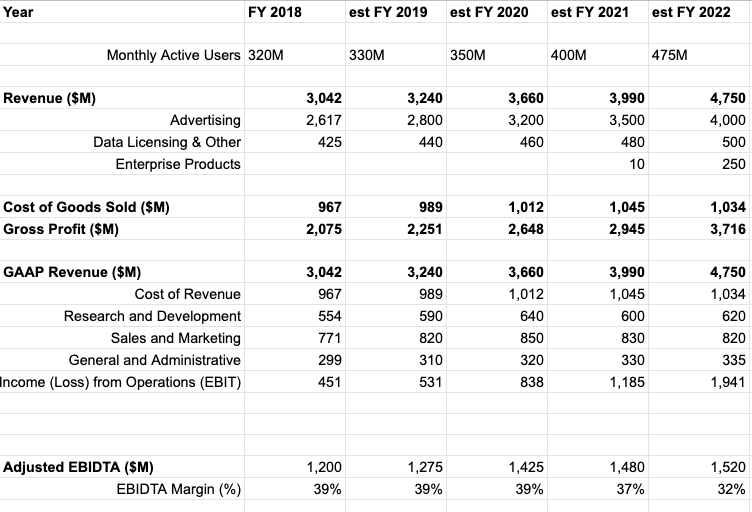 Year FY 2018 est FY 2019 est FY 2020 est FY 2021 est FY 2022
Monthly Active Users 320M 330M 350M 400M 475M
Revenue ($M) 3,042 3,240 3,660 3,990 4,750
Advertising 2,617 2,800 3,200 3,500 4,000
Data Licensing & Other 425 440 460 480 500
Enterprise Products 10 250
Cost of Goods Sold ($M) 967 989 1,012 1,045 1,034
Gross Profit ($M) 2,075 2,251 2,648 2,945 3,716
GAAP Revenue ($M) 3,042 3,240 3,660 3,990 4,750
Cost of Revenue 967 989 1,012 1,045 1,034
Research and Development 554 590 640 600 620
Sales and Marketing 771 820 850 830 820
General and Administrative 299 310 320 330 335
Income (Loss) from Operations (EBIT) 451 531 838 1,185 1,941
Adjusted EBIDTA ($M) 1,200 1,275 1,425 1,480 1,520
EBIDTA Margin (%) 39% 39% 39% 37% 32%